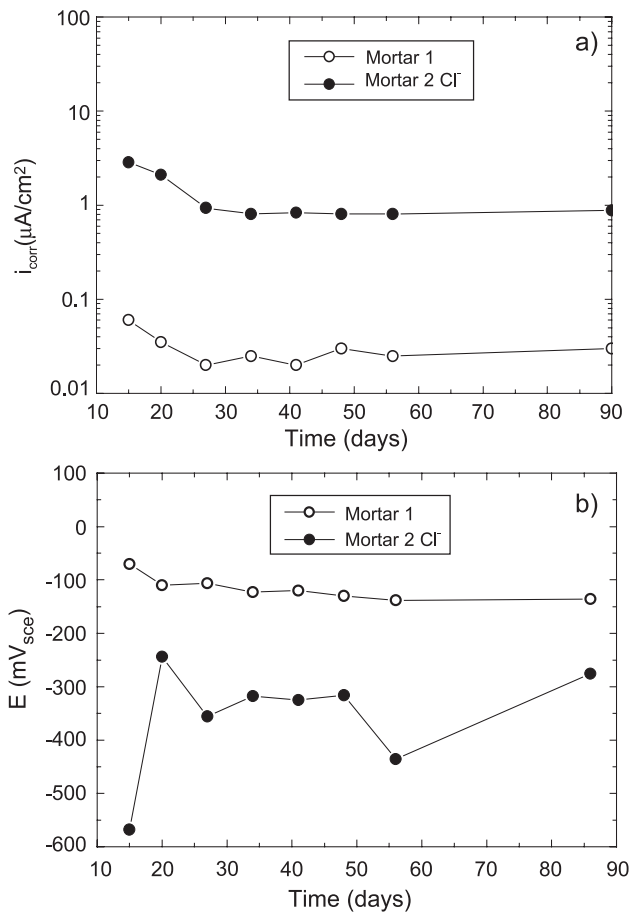 a)
Mortar 1
Mortar 2 Cl⁻
100
10
1
0.1
0.01
i_corr(μA/cm²)
10 20 30 40 50 60 70 80 90
Time (days)
b)
Mortar 1
Mortar 2 Cl⁻
100
0
-100
-200
-300
-400
-500
-600
E (mV_sce)
10 20 30 40 50 60 70 80 90
Time (days)